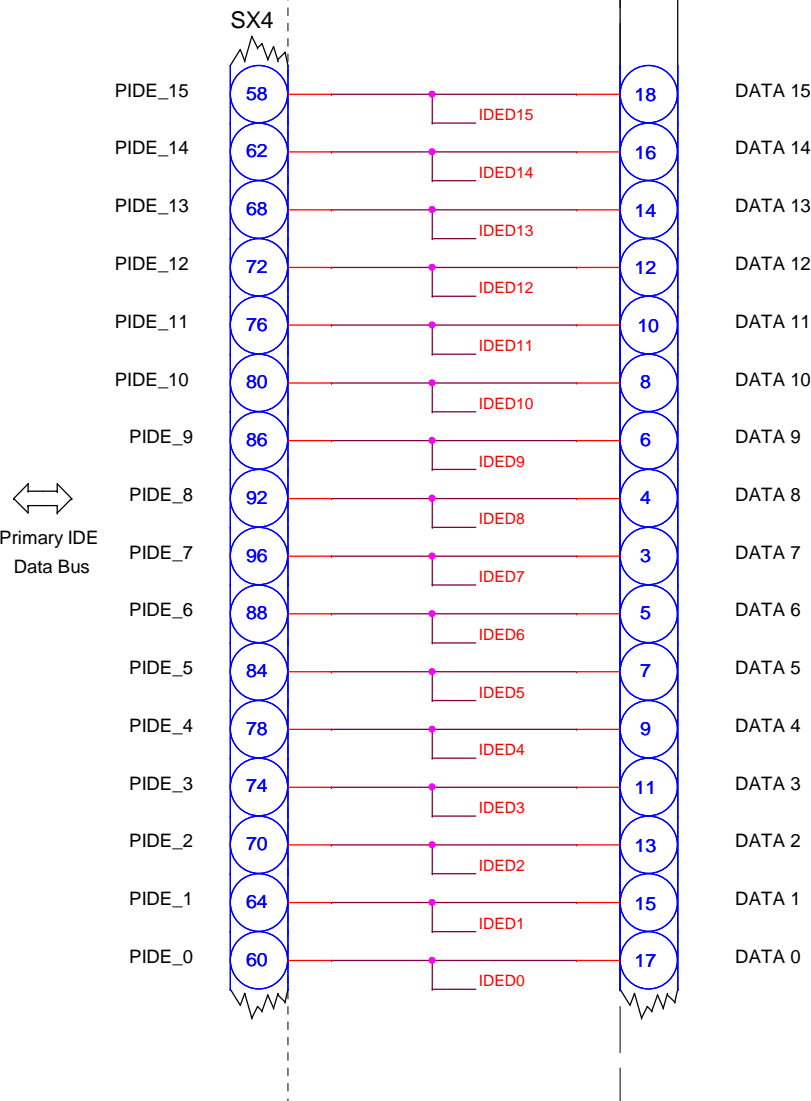 SX4
PIDE_15 58 18 DATA 15
IDED15
PIDE_14 62 16 DATA 14
IDED14
PIDE_13 68 14 DATA 13
IDED13
PIDE_12 72 12 DATA 12
IDED12
PIDE_11 76 10 DATA 11
IDED11
PIDE_10 80 8 DATA 10
IDED10
PIDE_9 86 6 DATA 9
IDED9
PIDE_8 92 4 DATA 8
IDED8
Primary IDE
Data Bus
PIDE_7 96 3 DATA 7
IDED7
PIDE_6 88 5 DATA 6
IDED6
PIDE_5 84 7 DATA 5
IDED5
PIDE_4 78 9 DATA 4
IDED4
PIDE_3 74 11 DATA 3
IDED3
PIDE_2 70 13 DATA 2
IDED2
PIDE_1 64 15 DATA 1
IDED1
PIDE_0 60 17 DATA 0
IDED0